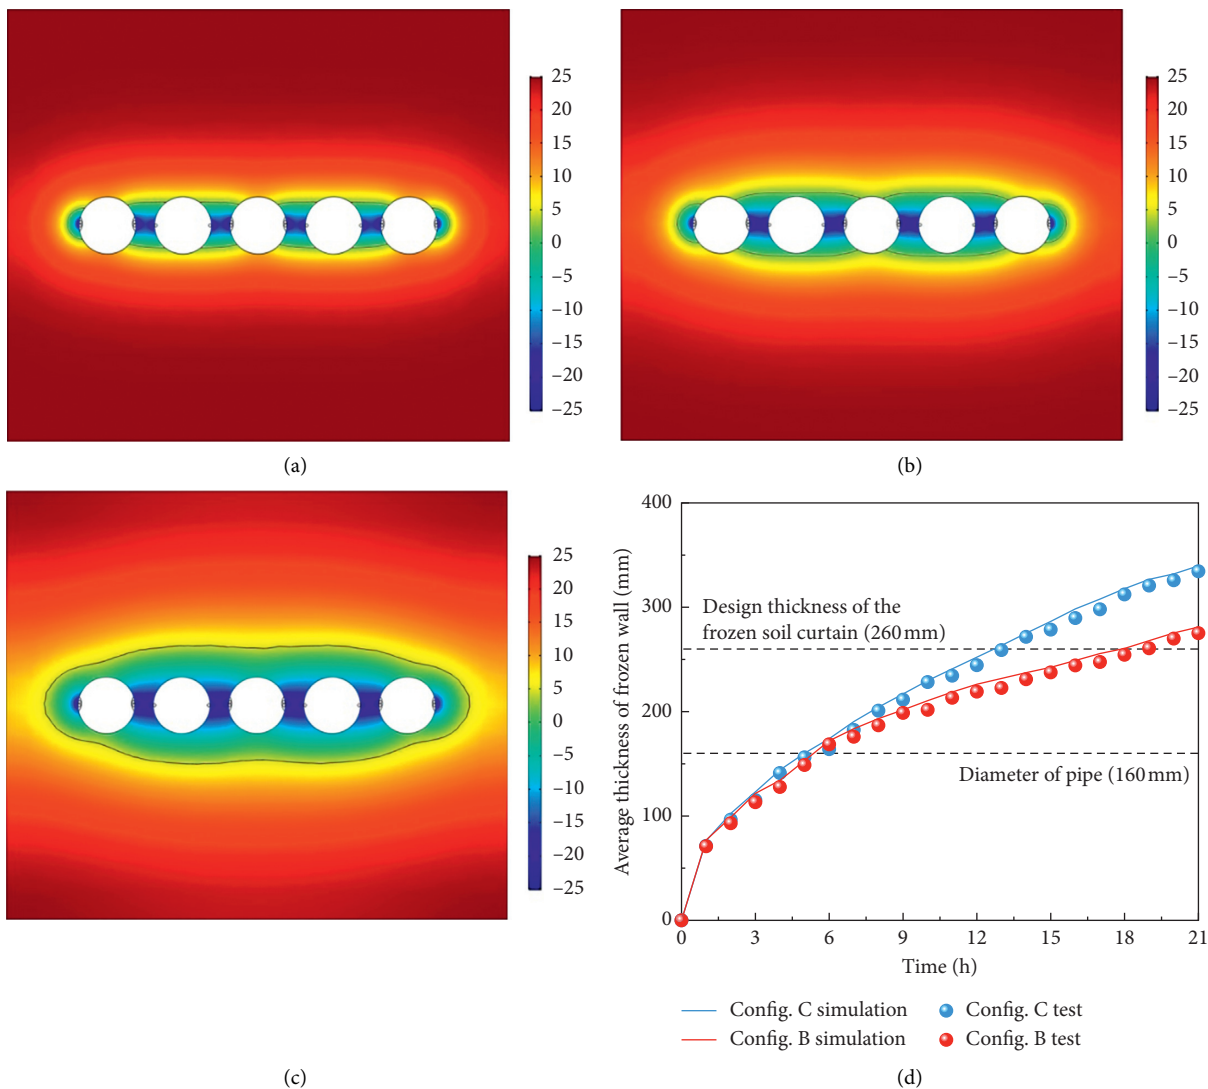 25
20
15
10
5
0
–5
–10
–15
–20
–25
(a)
25
20
15
10
5
0
–5
–10
–15
–20
–25
(b)
25
20
15
10
5
0
–5
–10
–15
–20
–25
(c)
Average thickness of frozen wall (mm)
400
300
200
100
0
Design thickness of the
frozen soil curtain (260 mm)
Diameter of pipe (160 mm)
0 3 6 9 12 15 18 21
Time (h)
Config. C simulation
Config. C test
Config. B simulation
Config. B test
(d)